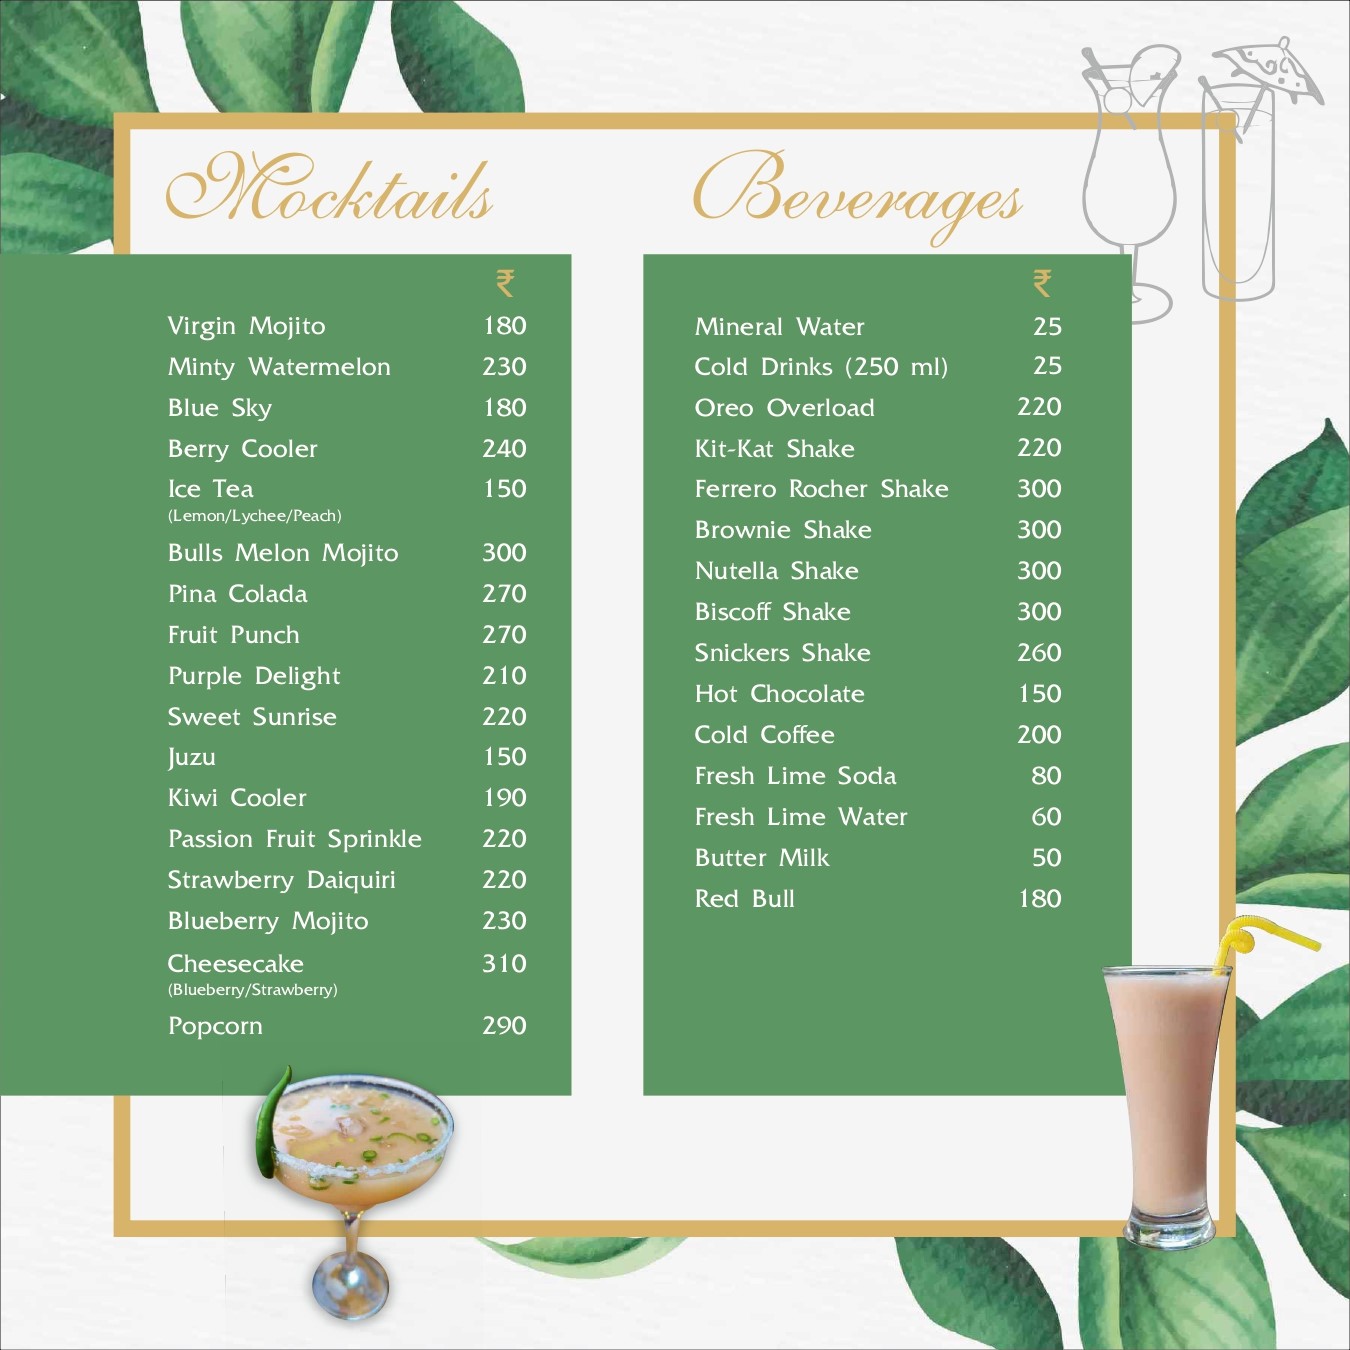 Mocktails
₹
Virgin Mojito 180
Minty Watermelon 230
Blue Sky 180
Berry Cooler 240
Ice Tea 150
(Lemon/Lychee/Peach)
Bulls Melon Mojito 300
Pina Colada 270
Fruit Punch 270
Purple Delight 210
Sweet Sunrise 220
Juzu 150
Kiwi Cooler 190
Passion Fruit Sprinkle 220
Strawberry Daiquiri 220
Blueberry Mojito 230
Cheesecake 310
(Blueberry/Strawberry)
Popcorn 290
Beverages
₹
Mineral Water 25
Cold Drinks (250 ml) 25
Oreo Overload 220
Kit-Kat Shake 220
Ferrero Rocher Shake 300
Brownie Shake 300
Nutella Shake 300
Biscoff Shake 300
Snickers Shake 260
Hot Chocolate 150
Cold Coffee 200
Fresh Lime Soda 80
Fresh Lime Water 60
Butter Milk 50
Red Bull 180